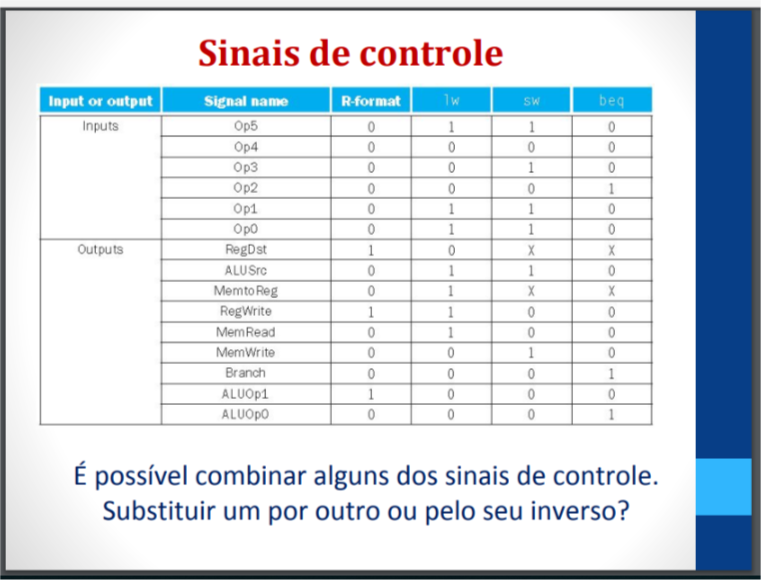 Sinais de controle
Input or output Signal name R-format lw sw beq
Inputs Op5 0 1 1 0
Op4 0 0 0 0
Op3 0 0 1 0
Op2 0 0 0 1
Op1 0 1 1 0
Op0 0 1 1 0
Outputs RegDst 1 0 X X
ALUSrc 0 1 1 0
MemtoReg 0 1 X X
RegWrite 1 1 0 0
MemRead 0 1 0 0
MemWrite 0 0 1 0
Branch 0 0 0 1
ALUOp1 1 0 0 0
ALUOp0 0 0 0 1
É possível combinar alguns dos sinais de controle.
Substituir um por outro ou pelo seu inverso?